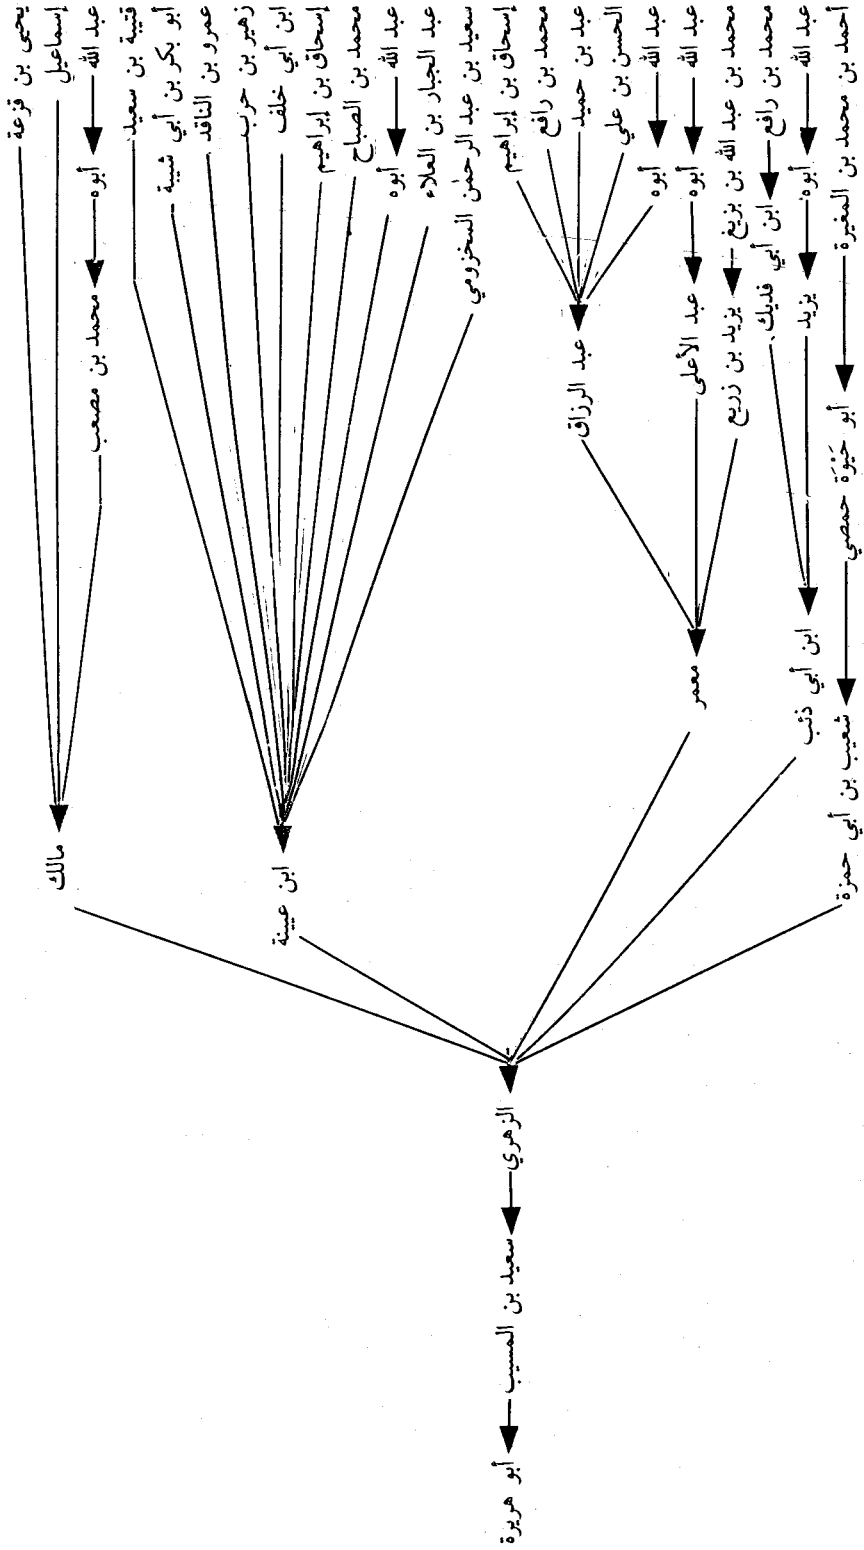 أحمد بن محمد بن المغيرة
أبو حَيْوَة حمصي
شعيب بن أبي حمزة
عبد الله
أبوه
يزيد
محمد بن رافع
ابن أبي فديك
ابن أبي ذئب
محمد بن عبد الله بن بزيع
يزيد بن زريع
عبد الله
أبوه
عبد الأعلى
عبد الله
أبوه
الحسن بن علي
عبد بن حميد
محمد بن رافع
إسحاق بن إبراهيم
عبد الرزاق
معمر
سعيد بن عبد الرحمٰن المخزومي
عبد الجبار بن العلاء
عبد الله
أبوه
محمد بن الصباح
إسحاق بن إبراهيم
ابن أبي خلف
زهير بن حرب
عمرو بن الناقد
أبو بكر بن أبي شيبة
قتيبة بن سعيد
ابن عيينة
عبد الله
أبوه
محمد بن مصعب
إسماعيل
يحيى بن قزعة
مالك
الزهري
سعيد بن المسيب
أبو هريرة